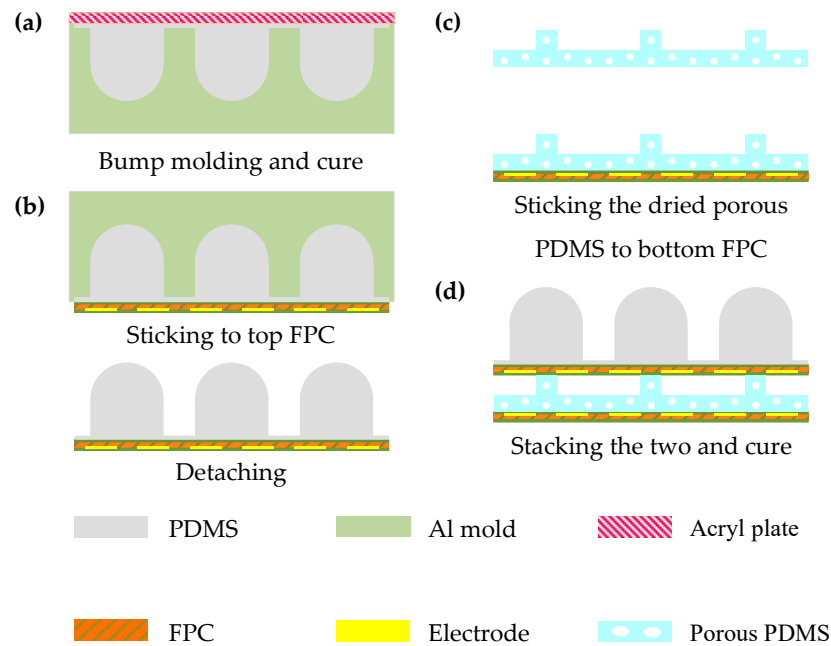 (a)
Bump molding and cure
(b)
Sticking to top FPC
Detaching
(c)
Sticking the dried porous
PDMS to bottom FPC
(d)
Stacking the two and cure
PDMS
Al mold
Acryl plate
FPC
Electrode
Porous PDMS